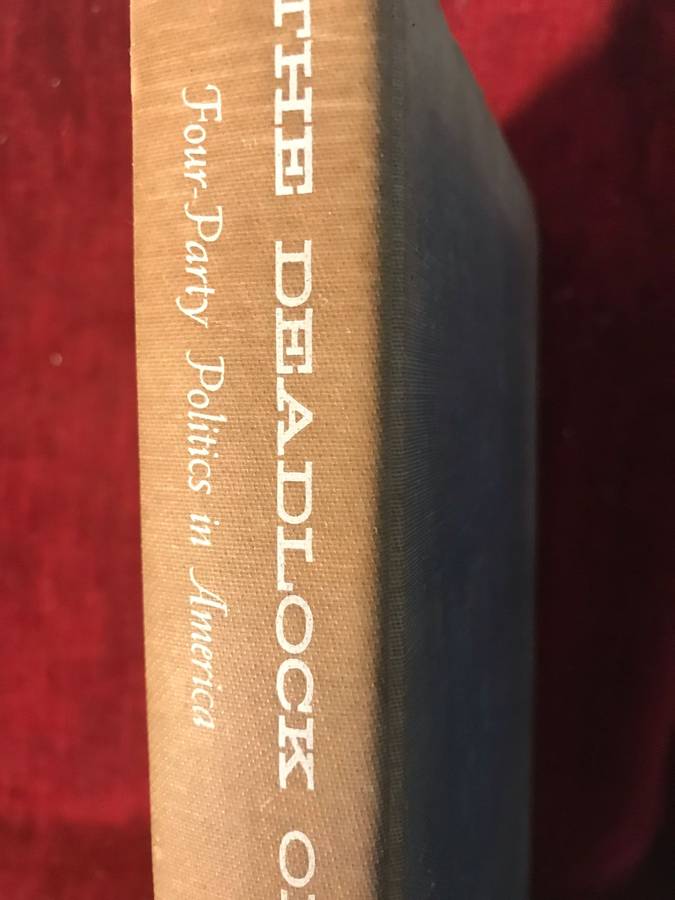 THE DEADLOCK
Four-Party Politics in America